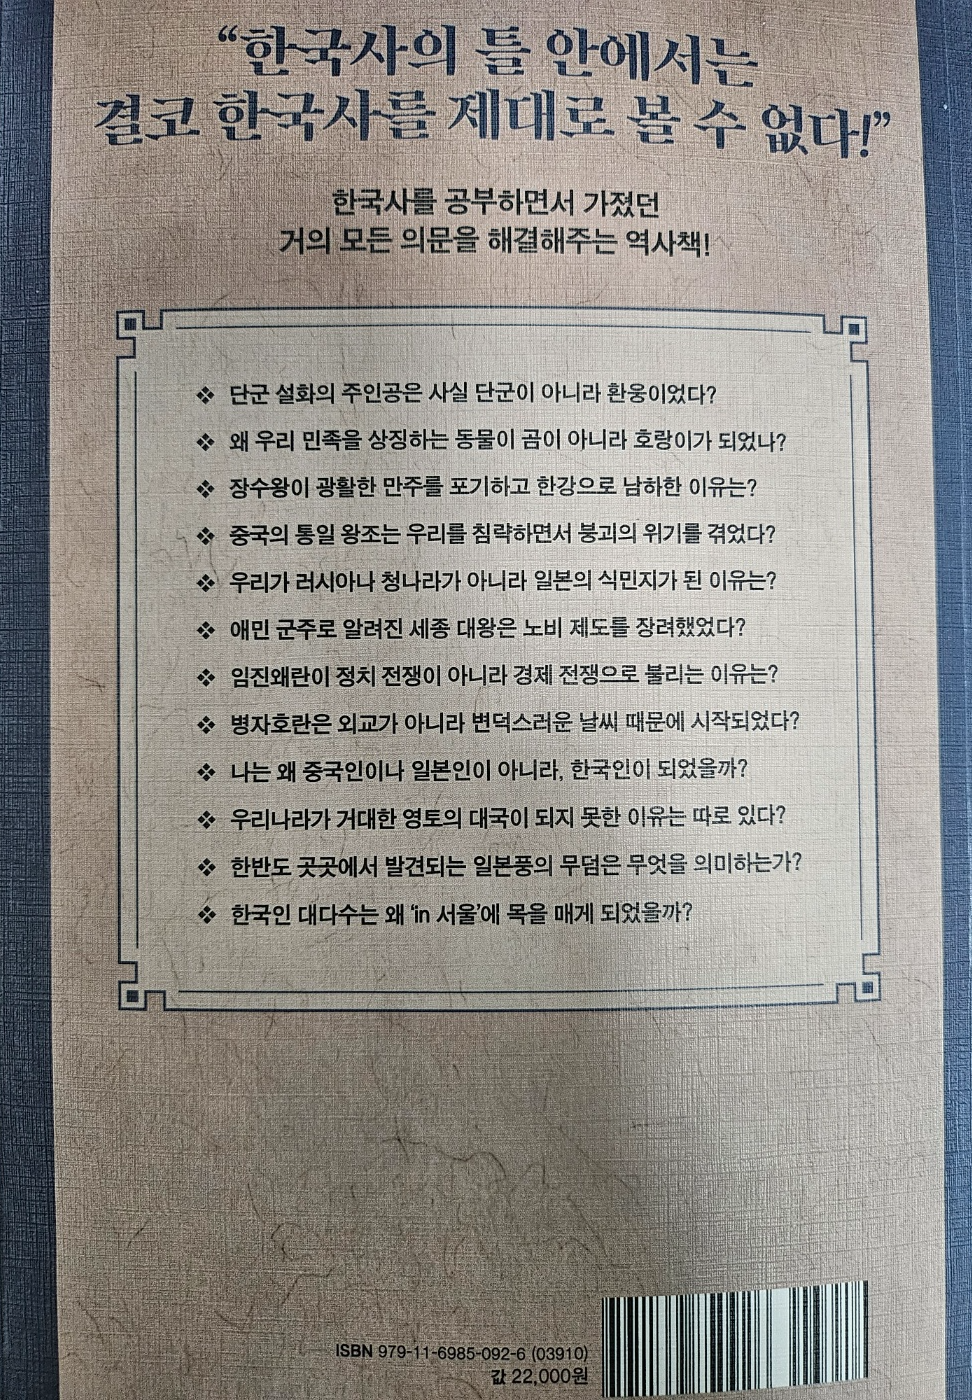 “한국사의 틀 안에서는
결코 한국사를 제대로 볼 수 없다!”
한국사를 공부하면서 가졌던
거의 모든 의문을 해결해주는 역사책!
❖ 단군 설화의 주인공은 사실 단군이 아니라 환웅이었다?
❖ 왜 우리 민족을 상징하는 동물이 곰이 아니라 호랑이가 되었나?
❖ 장수왕이 광활한 만주를 포기하고 한강으로 남하한 이유는?
❖ 중국의 통일 왕조는 우리를 침략하면서 붕괴의 위기를 겪었다?
❖ 우리가 러시아나 청나라가 아니라 일본의 식민지가 된 이유는?
❖ 애민 군주로 알려진 세종 대왕은 노비 제도를 장려했었다?
❖ 임진왜란이 정치 전쟁이 아니라 경제 전쟁으로 불리는 이유는?
❖ 병자호란은 외교가 아니라 변덕스러운 날씨 때문에 시작되었다?
❖ 나는 왜 중국인이나 일본인이 아니라, 한국인이 되었을까?
❖ 우리나라가 거대한 영토의 대국이 되지 못한 이유는 따로 있다?
❖ 한반도 곳곳에서 발견되는 일본풍의 무덤은 무엇을 의미하는가?
❖ 한국인 대다수는 왜 ‘in 서울’에 목을 매게 되었을까?
ISBN 979-11-6985-092-6 (03910)
값 22,000원